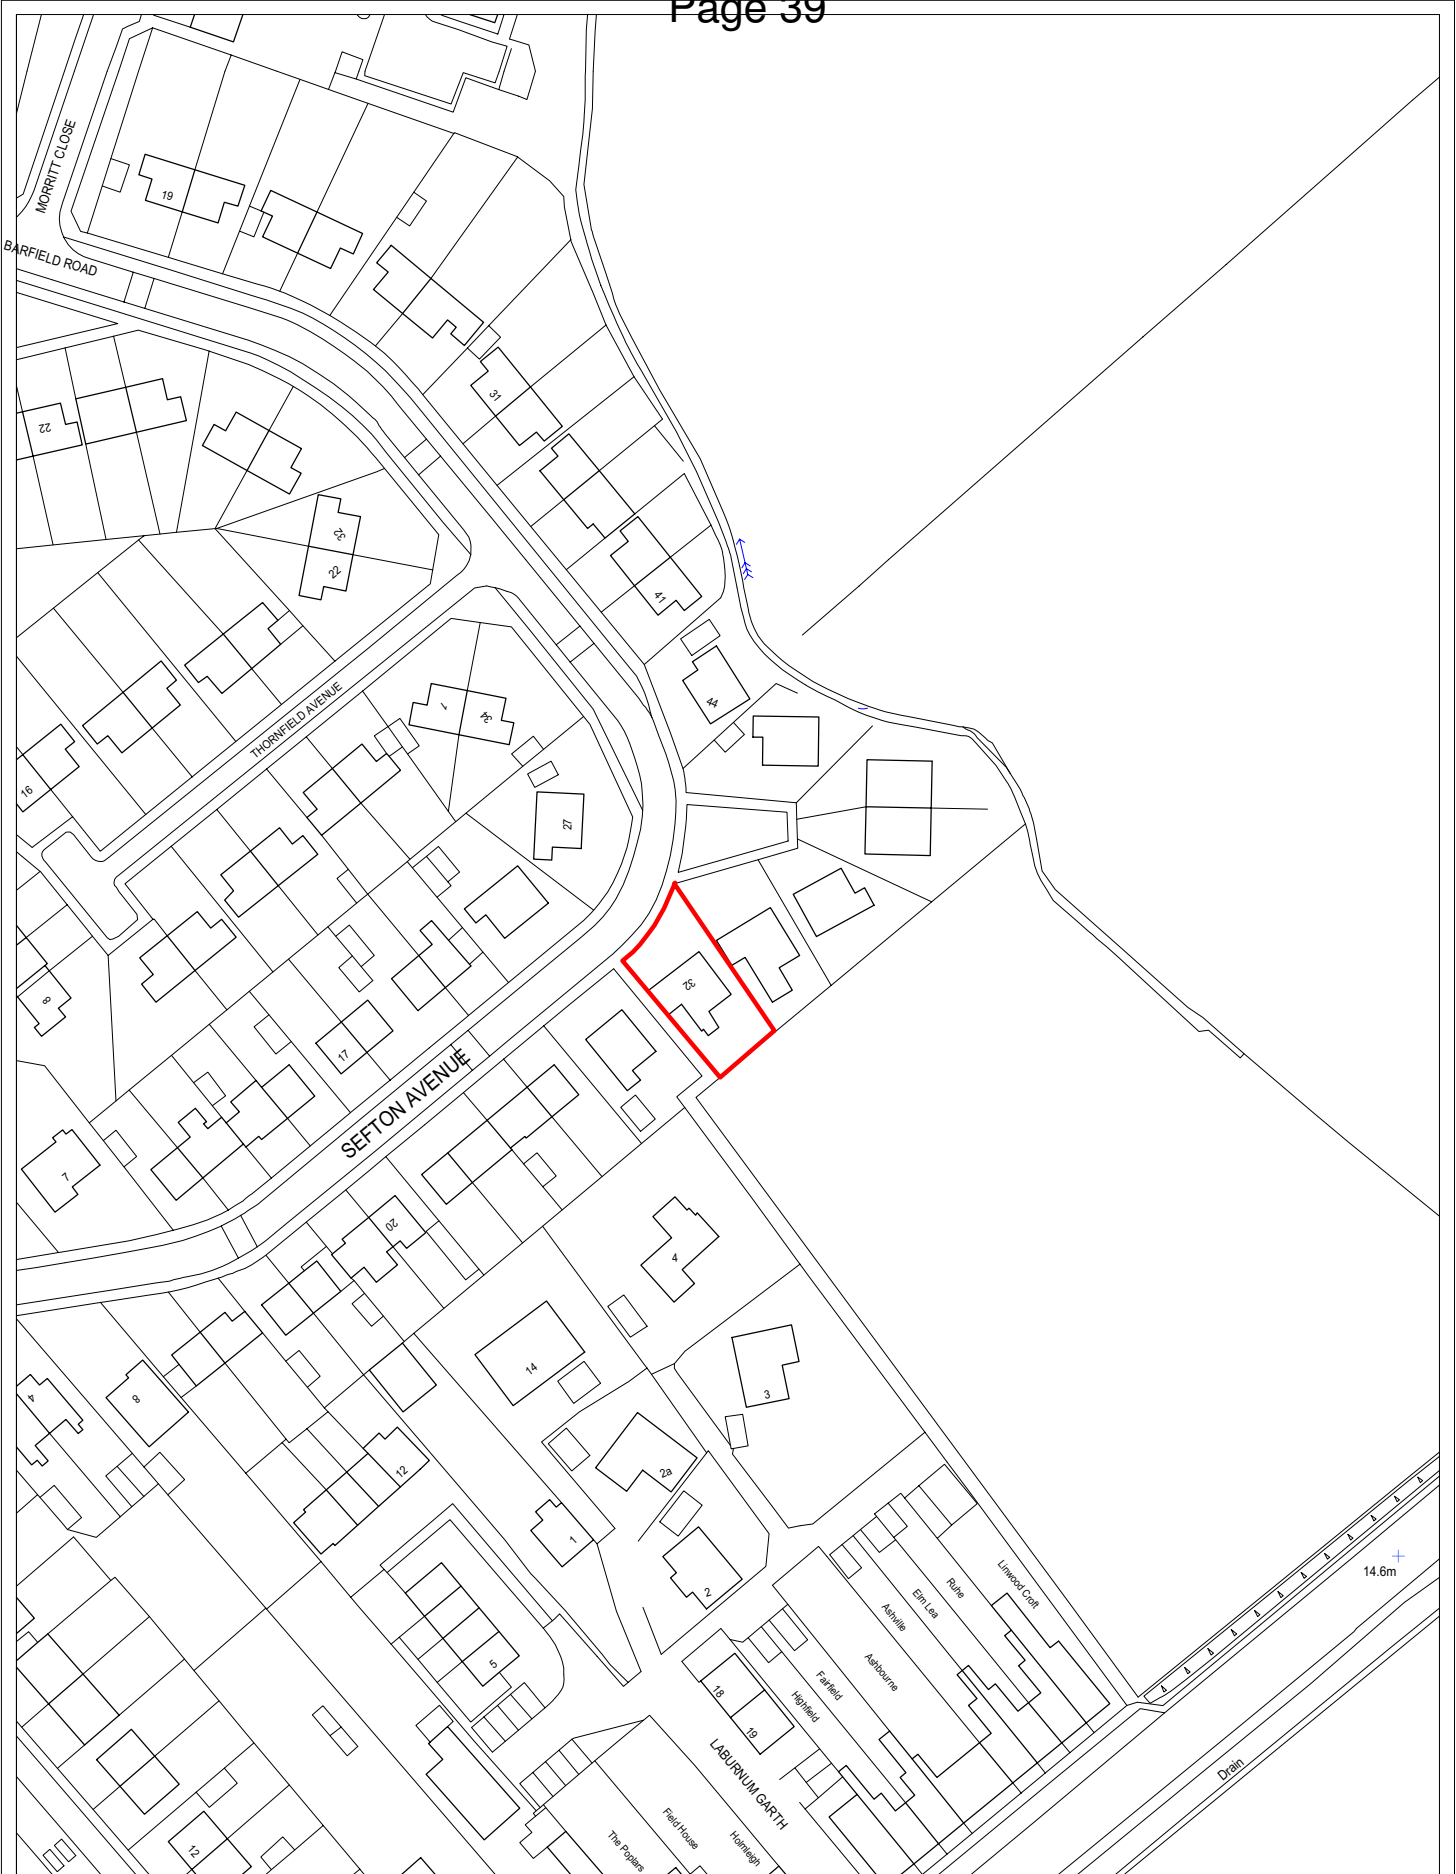 Page 39
MORRITT CLOSE
19
BARFIELD ROAD
31
22
32
22
41
44
THORNFIELD AVENUE
1
34
16
27
32
8
17
SEFTON AVENUE
7
20
4
14
3
4
8
12
2a
1
2
5
Linwood Croft
Ruhe
Elm Lea
Ashville
Ashbourne
Fairfield
Highfield
18
19
LABURNUM GARTH
14.6m
Drain
Field House
The Poplars
Holmleigh
12